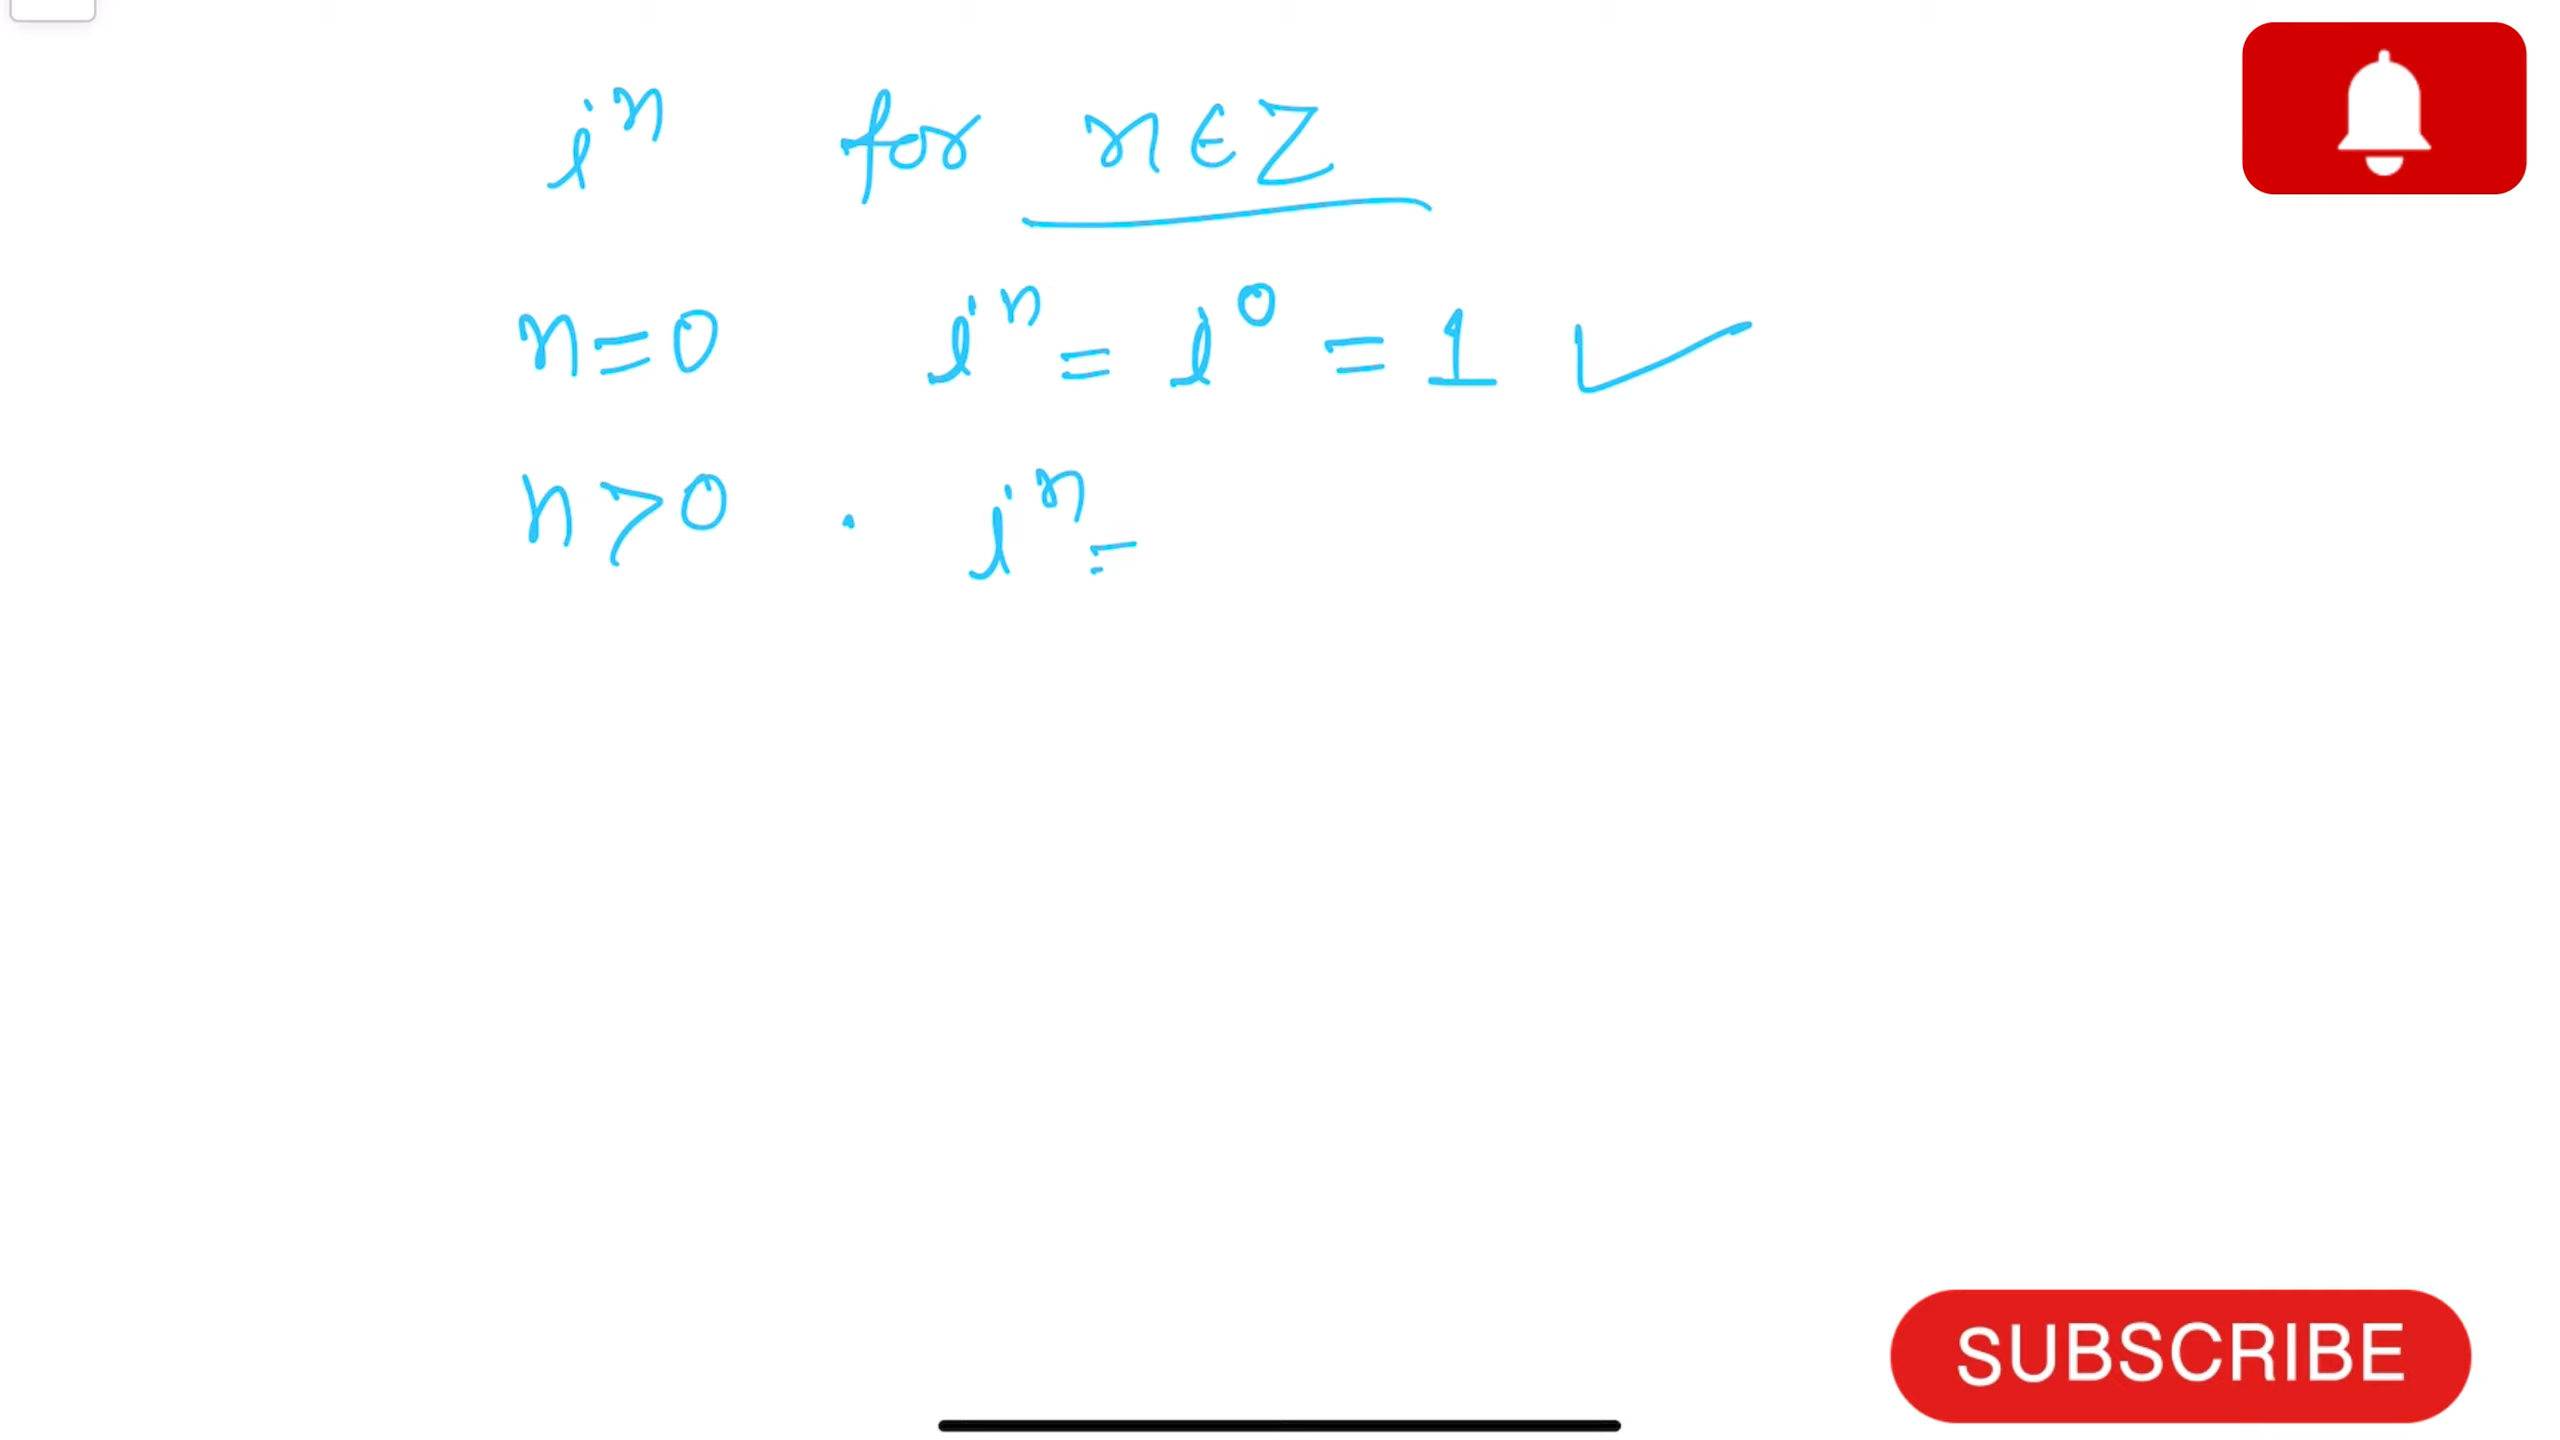 iⁿ for n∈Z
n=0 iⁿ = i⁰ = 1 ✓
n>0 . iⁿ=
SUBSCRIBE